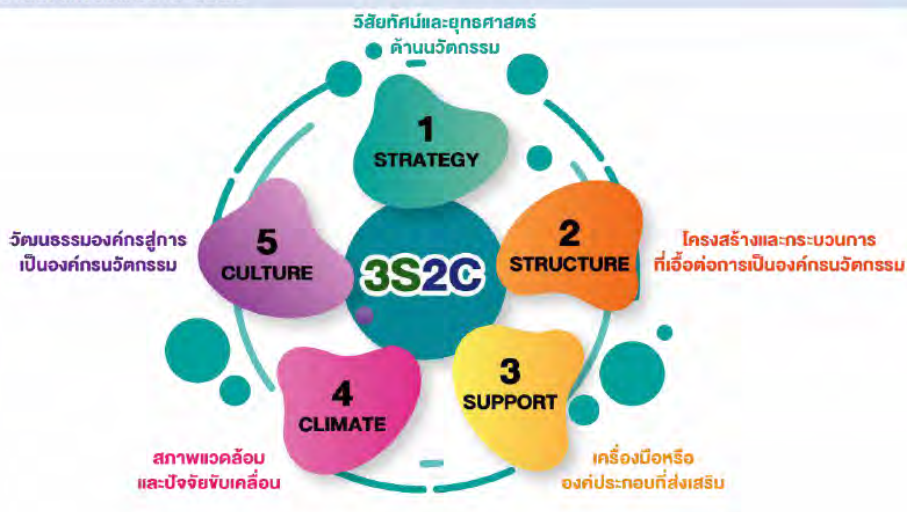 วิสัยทัศน์และยุทธศาสตร์
ด้านนวัตกรรม
1
STRATEGY
2
STRUCTURE
โครงสร้างและกระบวนการ
ที่เอื้อต่อการเป็นองค์กรนวัตกรรม
3
SUPPORT
เครื่องมือหรือ
องค์ประกอบที่ส่งเสริม
4
CLIMATE
สภาพแวดล้อม
และปัจจัยขับเคลื่อน
5
CULTURE
วัฒนธรรมองค์กรสู่การ
เป็นองค์กรนวัตกรรม
3S2C